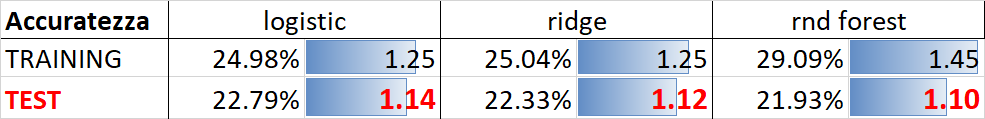 Accuratezza logistic ridge rnd forest
TRAINING 24.98% 1.25 25.04% 1.25 29.09% 1.45
TEST 22.79% 1.14 22.33% 1.12 21.93% 1.10